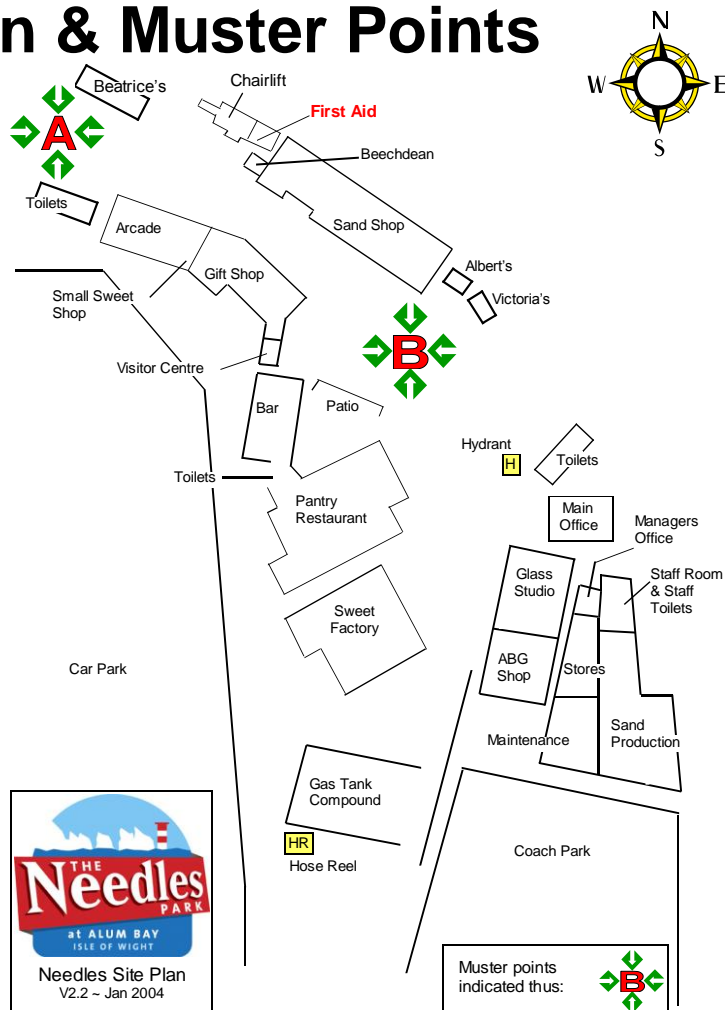 n & Muster Points
N
W
E
S
Beatrice's
Chairlift
First Aid
A
Beechdean
Toilets
Arcade
Sand Shop
Gift Shop
Albert's
Small Sweet
Shop
Victoria's
B
Visitor Centre
Bar
Patio
Hydrant
H
Toilets
Toilets
Pantry
Restaurant
Main
Office
Managers
Office
Glass
Studio
Staff Room
& Staff
Toilets
Sweet
Factory
ABG
Shop
Stores
Car Park
Sand
Production
Maintenance
Gas Tank
Compound
HR
Hose Reel
Coach Park
THE
Needles
PARK
at ALUM BAY
ISLE OF WIGHT
Needles Site Plan
V2.2 ~ Jan 2004
Muster points
indicated thus:
B